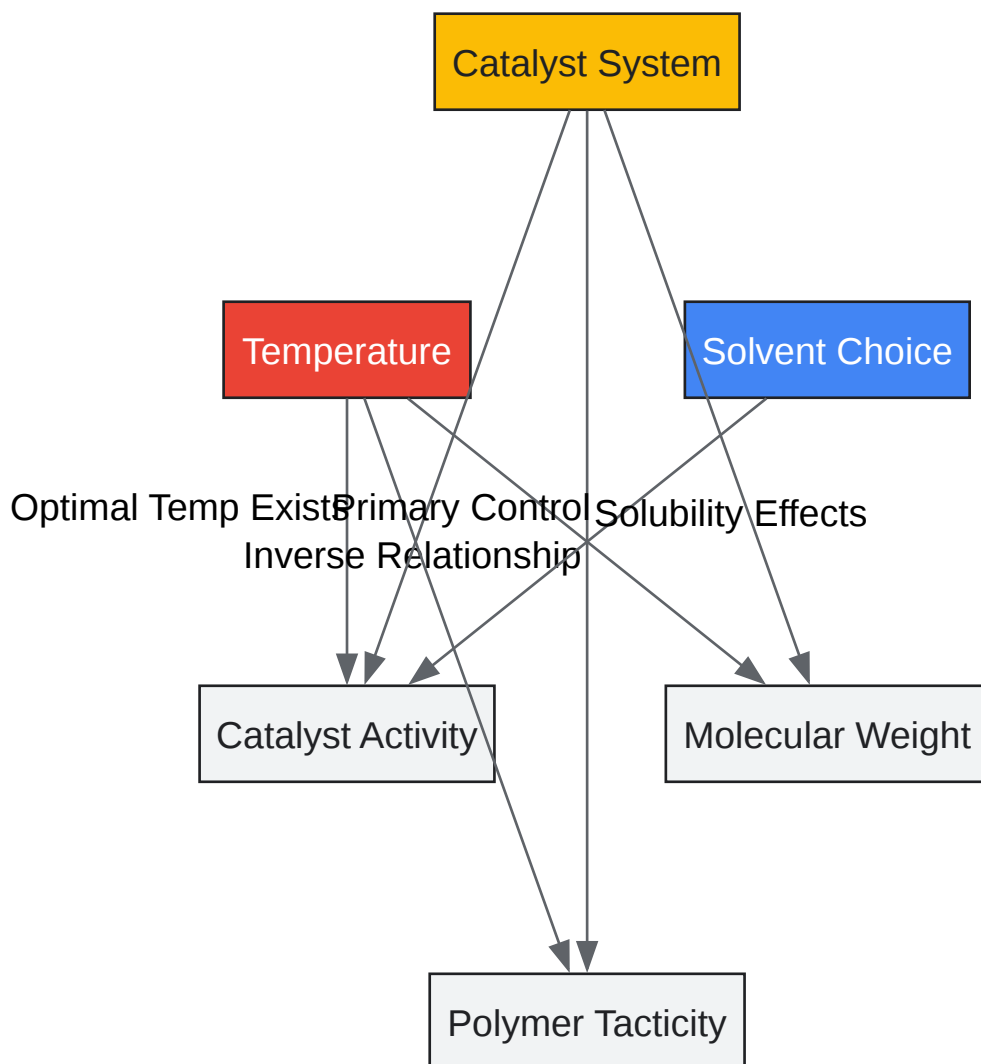 Catalyst System
Temperature
Solvent Choice
Optimal Temp Exists
Primary Control
Solubility Effects
Inverse Relationship
Catalyst Activity
Molecular Weight
Polymer Tacticity